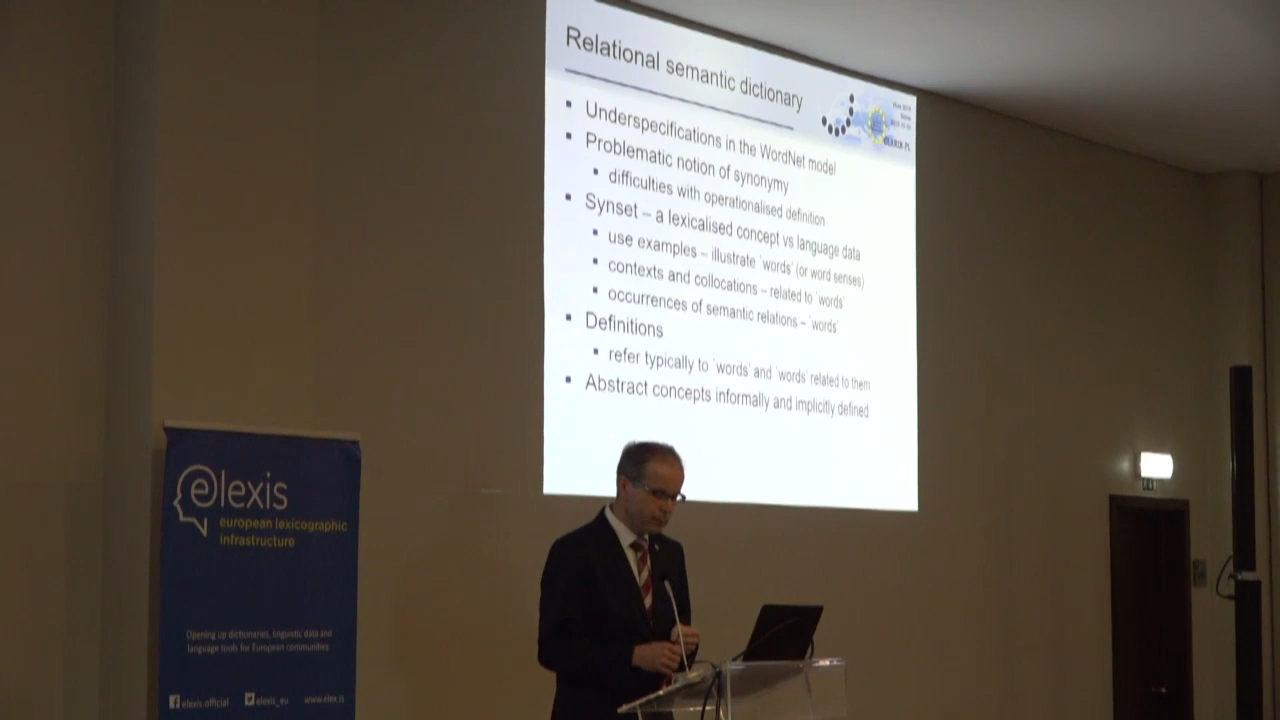 Relational semantic dictionary
CLARIN-PL
Underspecifications in the WordNet model
Problematic notion of synonymy
difficulties with operationalised definition
Synset – a lexicalised concept vs language data
use examples – illustrate 'words' (or word senses)
contexts and collocations – related to 'words'
occurrences of semantic relations – 'words'
Definitions
refer typically to 'words' and 'words' related to them
Abstract concepts informally and implicitly defined
elexis
european lexicographic
infrastructure
Opening up dictionaries, linguistic data and
language tools for European communities
elexis.official elexis_eu www.elex.is